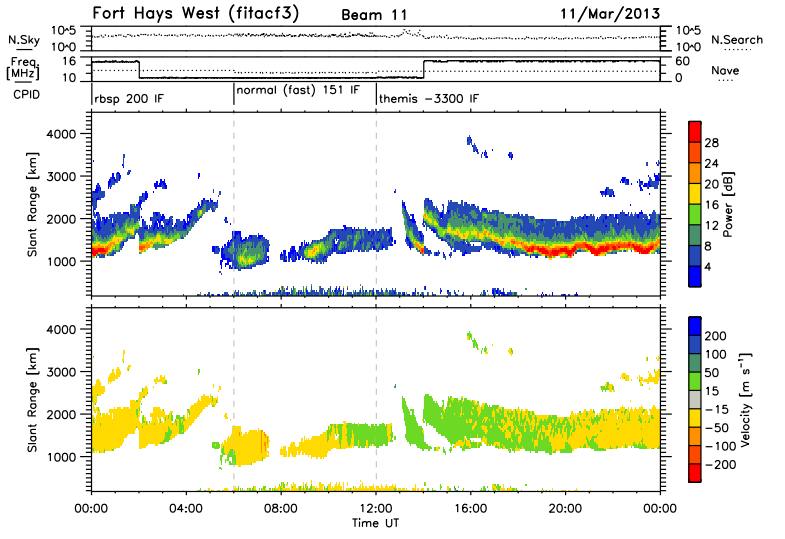 Fort Hays West (fitacf3) Beam 11 11/Mar/2013
N.Sky 10^5 10^0 10^5 10^0 N.Search
Freq. [MHz] 16 10 60 0 Nave
CPID rbsp 200 IF normal (fast) 151 IF themis -3300 IF
Slant Range [km]
4000
3000
2000
1000
28
24
20
16
12
8
4
Power [dB]
Slant Range [km]
4000
3000
2000
1000
200
100
50
15
-15
-50
-100
-200
Velocity [m s⁻¹]
00:00 04:00 08:00 12:00 16:00 20:00 00:00
Time UT